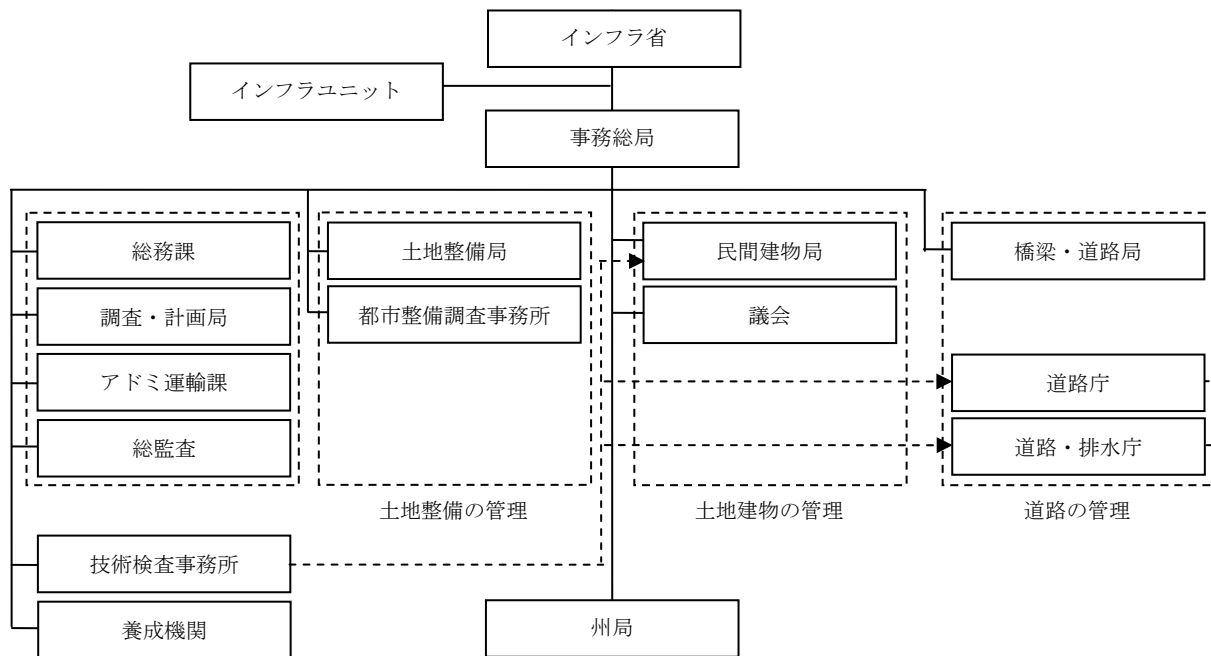 インフラ省
インフラユニット
事務総局
総務課
土地整備局
民間建物局
橋梁・道路局
調査・計画局
都市整備調査事務所
議会
アドミ運輸課
道路庁
総監査
道路・排水庁
土地整備の管理
土地建物の管理
道路の管理
技術検査事務所
養成機関
州局